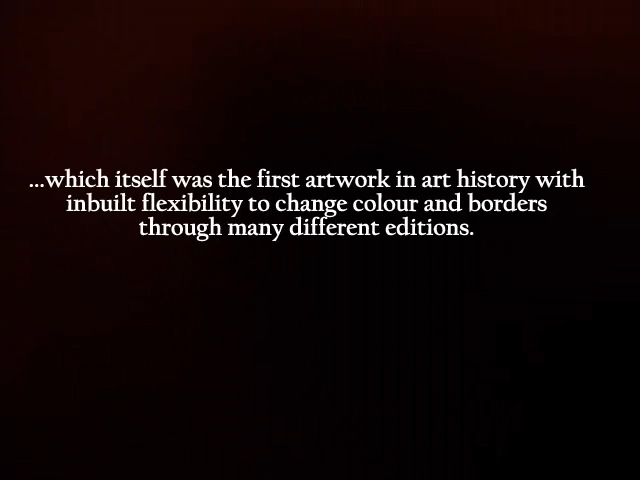 ...which itself was the first artwork in art history with
inbuilt flexibility to change colour and borders
through many different editions.